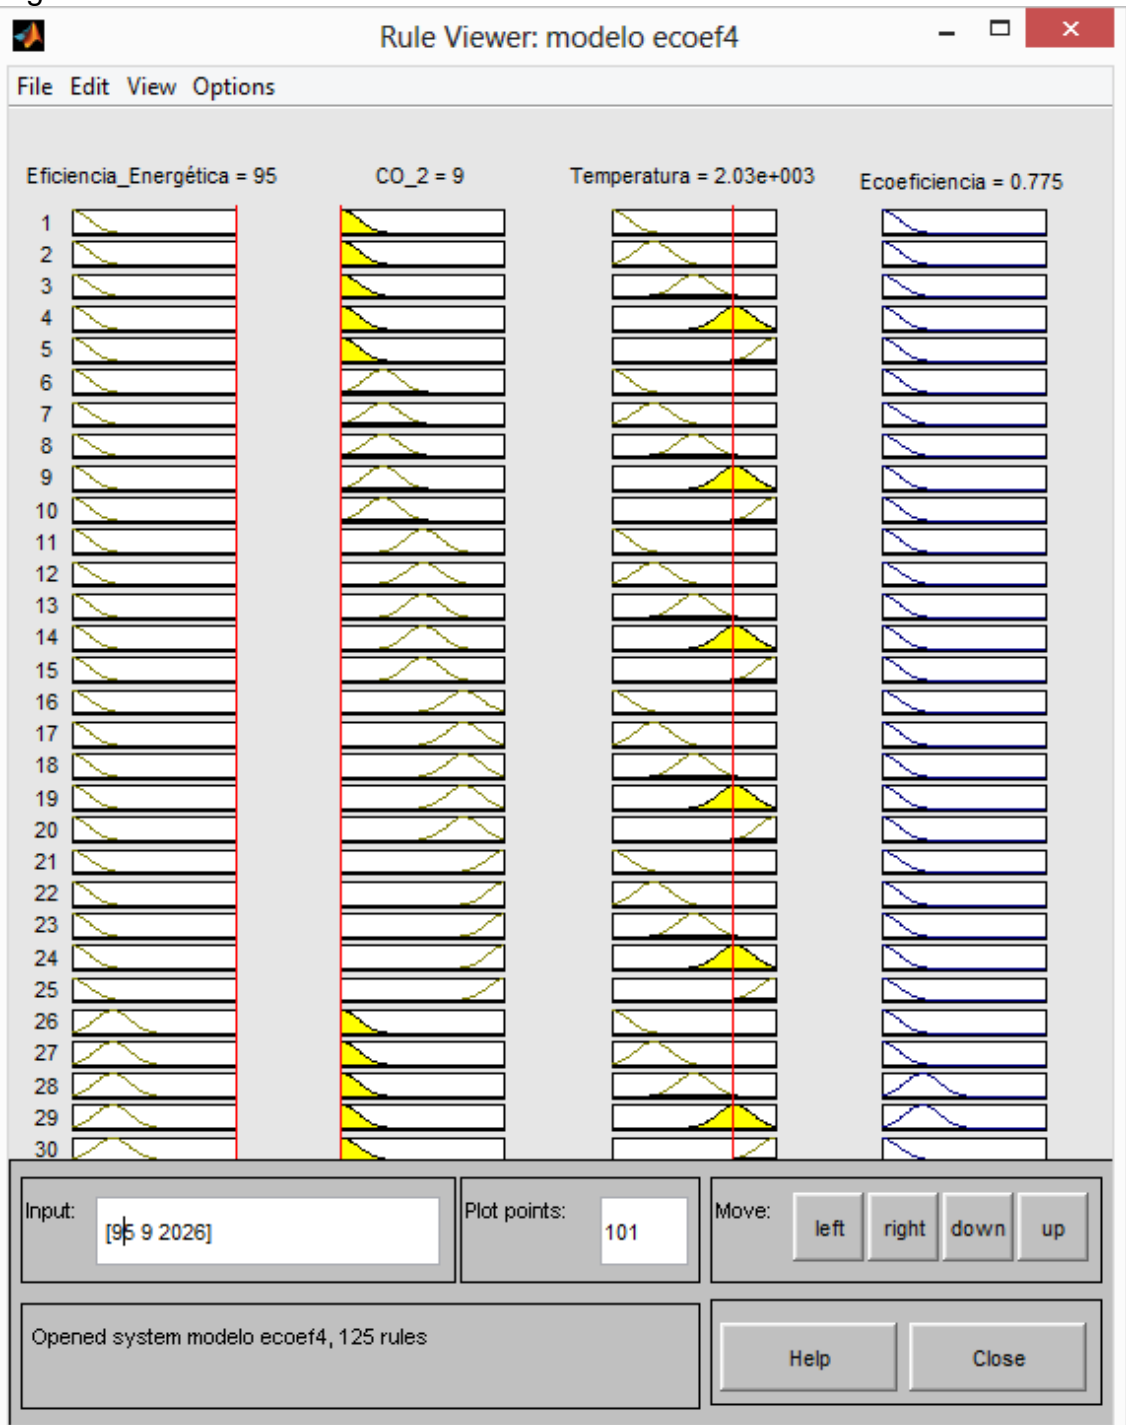 Rule Viewer: modelo ecoef4
File Edit View Options
Eficiencia_Energética = 95
CO_2 = 9
Temperatura = 2.03e+003
Ecoeficiencia = 0.775
1
2
3
4
5
6
7
8
9
10
11
12
13
14
15
16
17
18
19
20
21
22
23
24
25
26
27
28
29
30
Input:
[95 9 2026]
Plot points:
101
Move:
left
right
down
up
Opened system modelo ecoef4, 125 rules
Help
Close